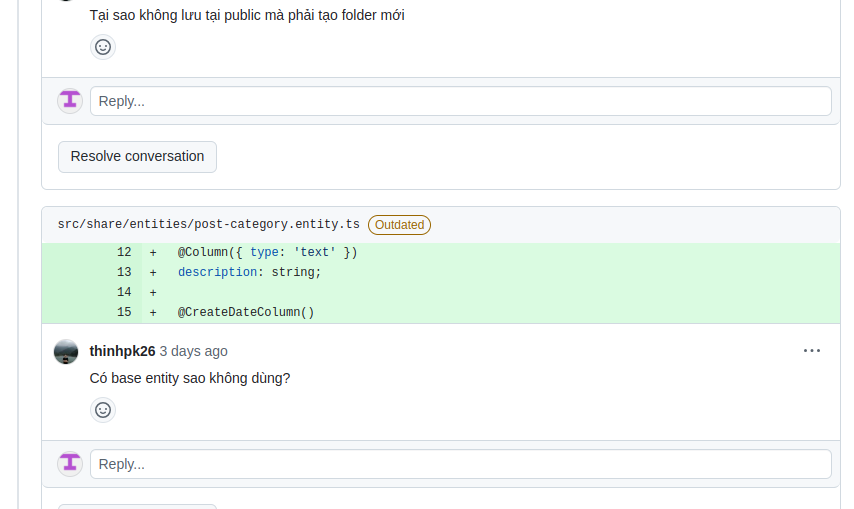 Tại sao không lưu tại public mà phải tạo folder mới
Reply...
Resolve conversation
src/share/entities/post-category.entity.ts Outdated
12 + @Column({ type: 'text' })
13 + description: string;
14 +
15 + @CreateDateColumn()
thinhpk26 3 days ago
Có base entity sao không dùng?
Reply...